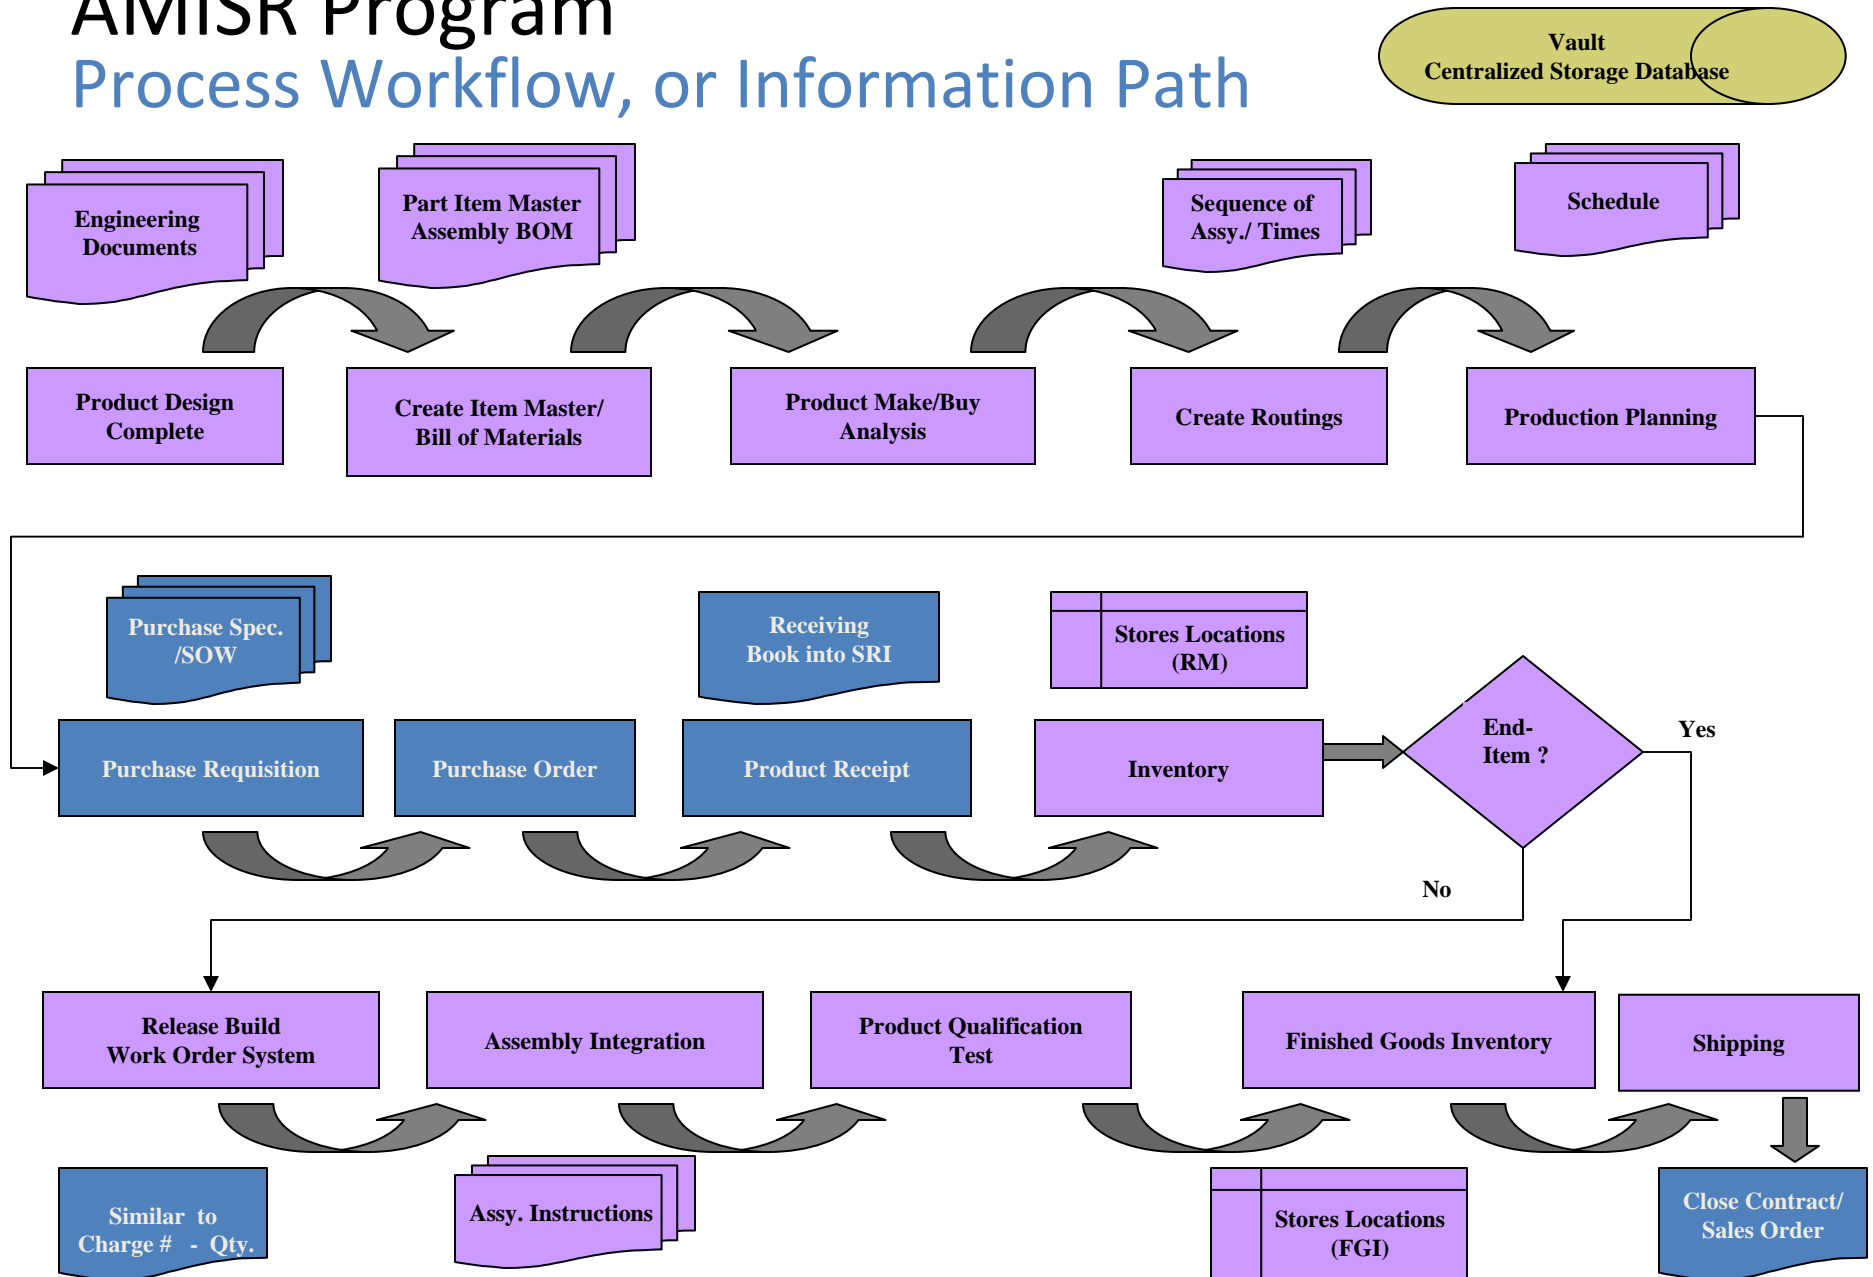 AMISR Program
Process Workflow, or Information Path
Vault
Centralized Storage Database
Engineering
Documents
Part Item Master
Assembly BOM
Sequence of
Assy./ Times
Schedule
Product Design
Complete
Create Item Master/
Bill of Materials
Product Make/Buy
Analysis
Create Routings
Production Planning
Purchase Spec.
/SOW
Receiving
Book into SRI
Stores Locations
(RM)
Purchase Requisition
Purchase Order
Product Receipt
Inventory
End-
Item ?
Yes
No
Release Build
Work Order System
Assembly Integration
Product Qualification
Test
Finished Goods Inventory
Shipping
Similar  to
Charge #   -  Qty.
Assy. Instructions
Stores Locations
(FGI)
Close Contract/
Sales Order